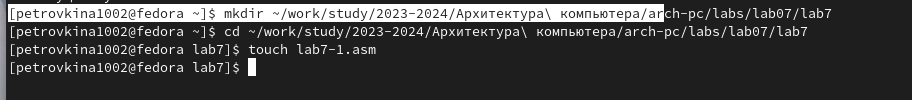 [petrovkina1002@fedora ~]$ mkdir ~/work/study/2023-2024/Архитектура\ компьютера/arch-pc/labs/lab07/lab7
[petrovkina1002@fedora ~]$ cd ~/work/study/2023-2024/Архитектура\ компьютера/arch-pc/labs/lab07/lab7
[petrovkina1002@fedora lab7]$ touch lab7-1.asm
[petrovkina1002@fedora lab7]$